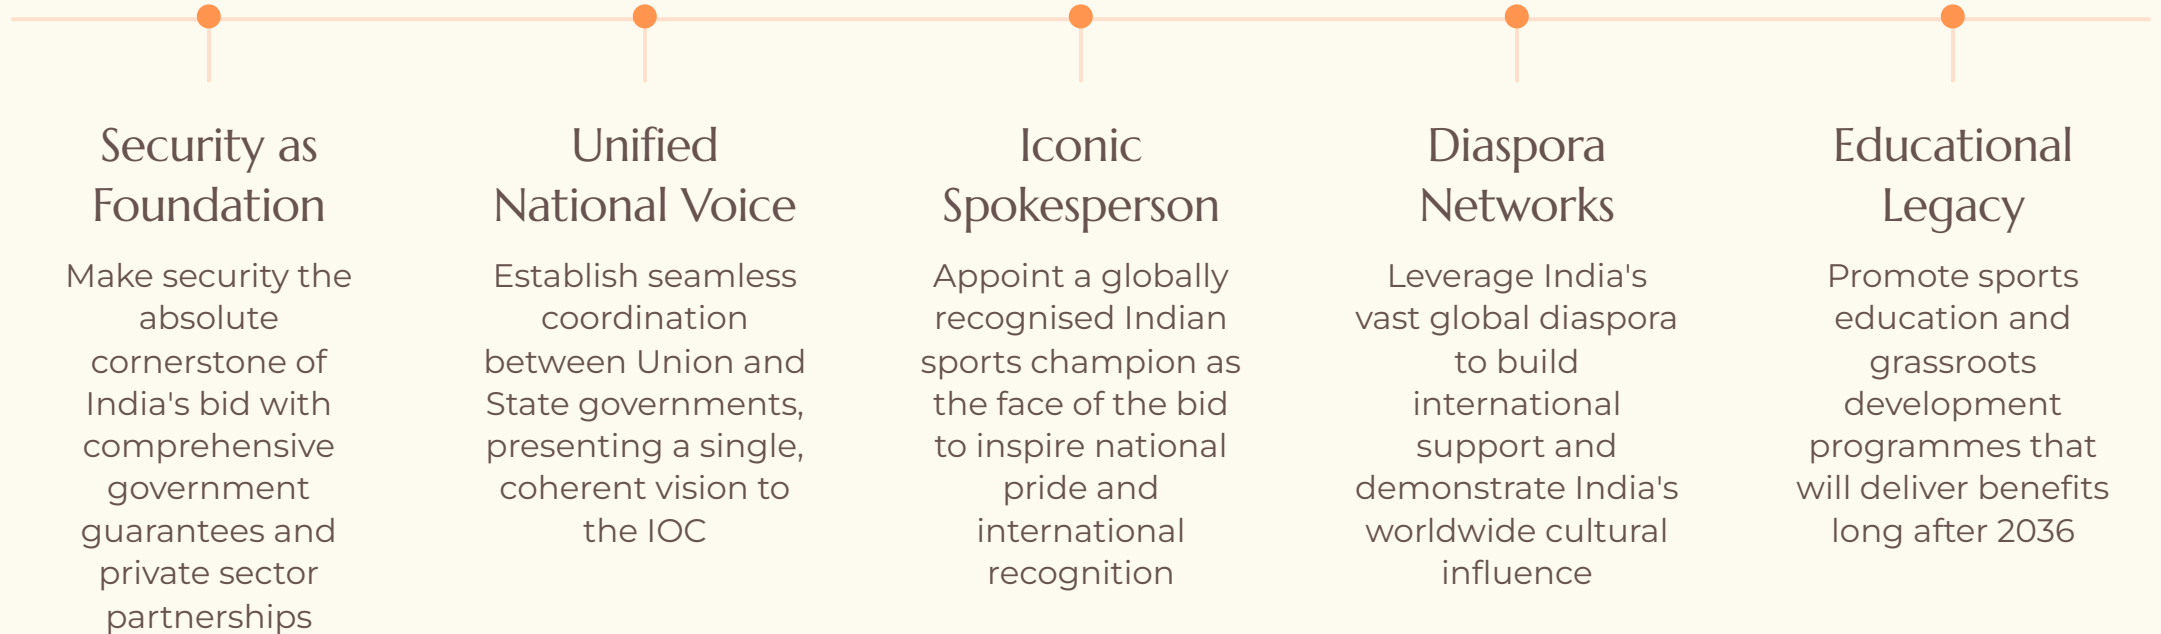 Security as
Foundation
Make security the
absolute
cornerstone of
India's bid with
comprehensive
government
guarantees and
private sector
partnerships
Unified
National Voice
Establish seamless
coordination
between Union and
State governments,
presenting a single,
coherent vision to
the IOC
Iconic
Spokesperson
Appoint a globally
recognised Indian
sports champion as
the face of the bid
to inspire national
pride and
international
recognition
Diaspora
Networks
Leverage India's
vast global diaspora
to build
international
support and
demonstrate India's
worldwide cultural
influence
Educational
Legacy
Promote sports
education and
grassroots
development
programmes that
will deliver benefits
long after 2036